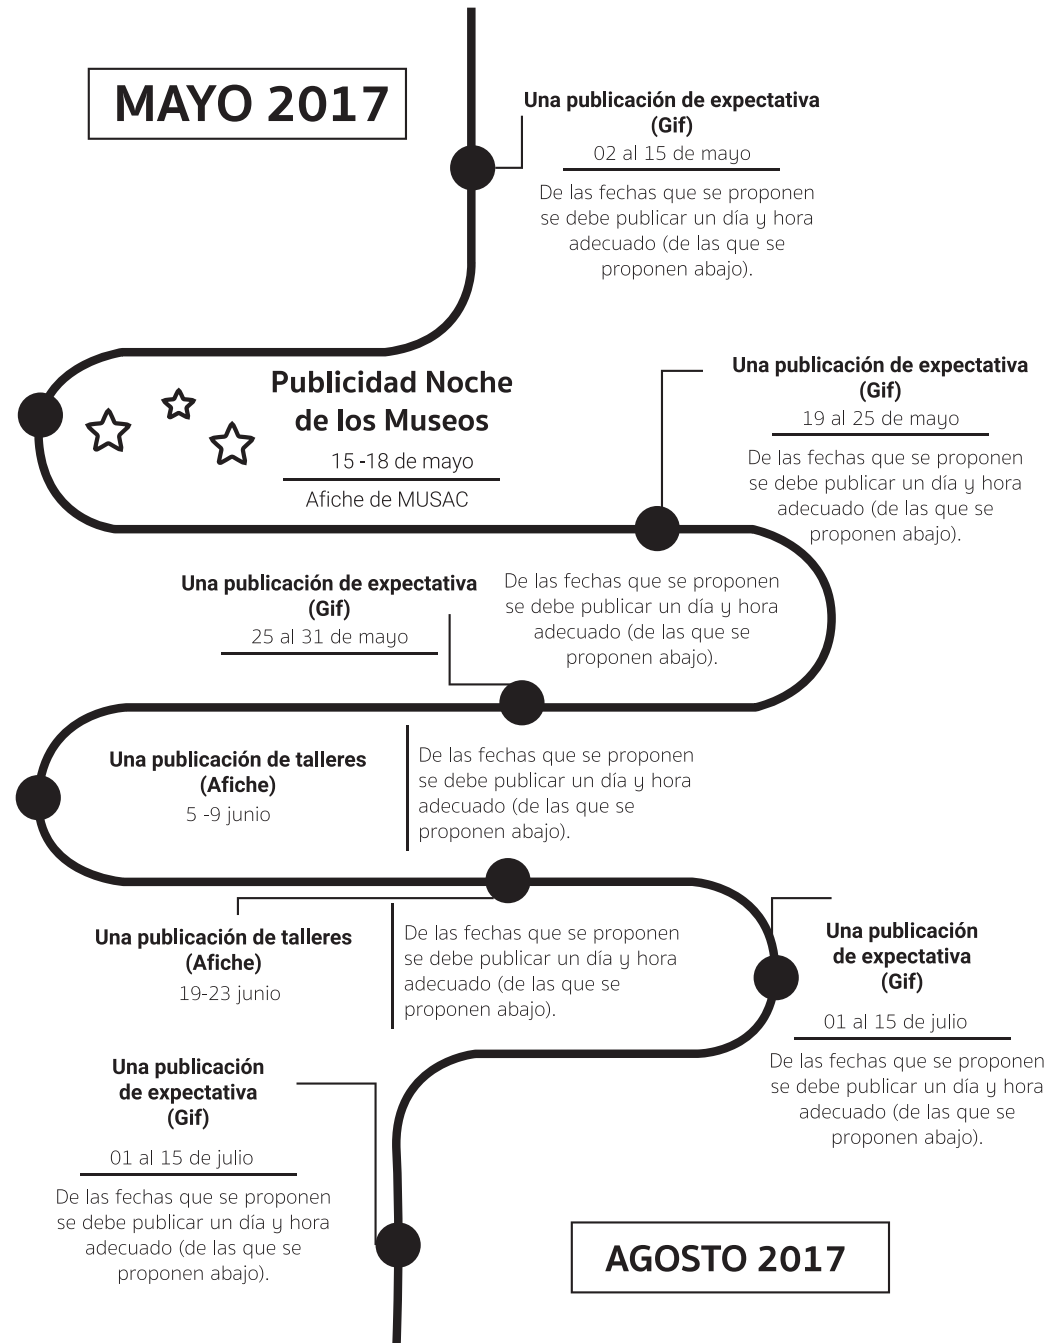 MAYO 2017
Una publicación de expectativa
(Gif)
02 al 15 de mayo
De las fechas que se proponen
se debe publicar un día y hora
adecuado (de las que se
proponen abajo).
Publicidad Noche
de los Museos
15 -18 de mayo
Afiche de MUSAC
Una publicación de expectativa
(Gif)
19 al 25 de mayo
De las fechas que se proponen
se debe publicar un día y hora
adecuado (de las que se
proponen abajo).
Una publicación de expectativa
(Gif)
25 al 31 de mayo
De las fechas que se proponen
se debe publicar un día y hora
adecuado (de las que se
proponen abajo).
Una publicación de talleres
(Afiche)
5 -9 junio
De las fechas que se proponen
se debe publicar un día y hora
adecuado (de las que se
proponen abajo).
Una publicación de talleres
(Afiche)
19-23 junio
De las fechas que se proponen
se debe publicar un día y hora
adecuado (de las que se
proponen abajo).
Una publicación
de expectativa
(Gif)
01 al 15 de julio
De las fechas que se proponen
se debe publicar un día y hora
adecuado (de las que se
proponen abajo).
Una publicación
de expectativa
(Gif)
01 al 15 de julio
De las fechas que se proponen
se debe publicar un día y hora
adecuado (de las que se
proponen abajo).
AGOSTO 2017